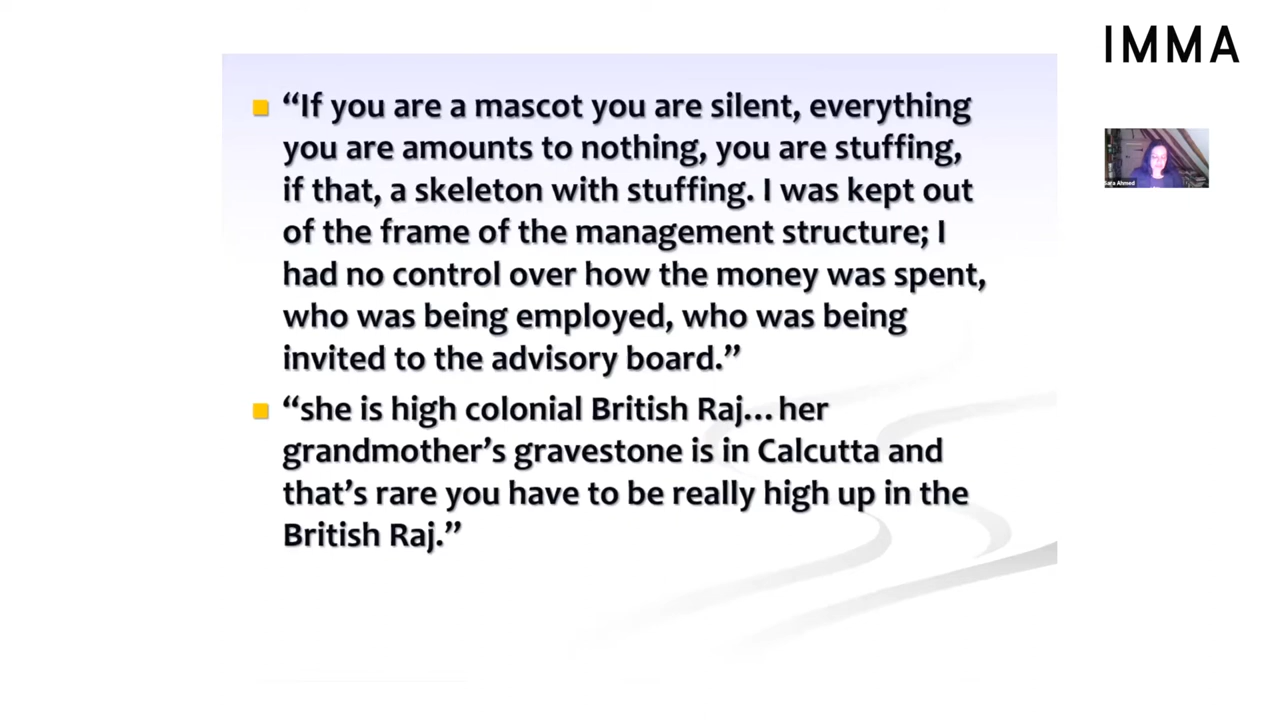 IMMA
“If you are a mascot you are silent, everything
you are amounts to nothing, you are stuffing,
if that, a skeleton with stuffing. I was kept out
of the frame of the management structure; I
had no control over how the money was spent,
who was being employed, who was being
invited to the advisory board.”
“she is high colonial British Raj…her
grandmother’s gravestone is in Calcutta and
that’s rare you have to be really high up in the
British Raj.”
Sara Ahmed